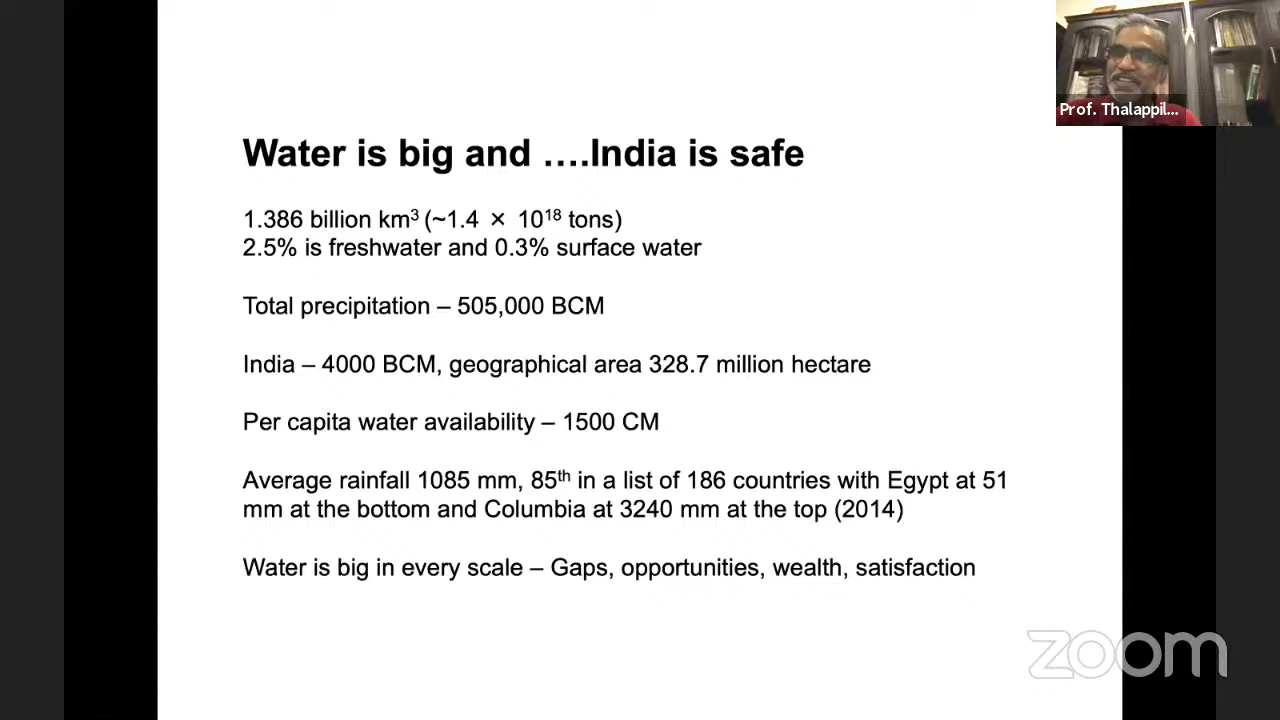 Prof. Thalappil...
Water is big and ….India is safe
1.386 billion km³ (~1.4 × 10¹⁸ tons)
2.5% is freshwater and 0.3% surface water
Total precipitation – 505,000 BCM
India – 4000 BCM, geographical area 328.7 million hectare
Per capita water availability – 1500 CM
Average rainfall 1085 mm, 85ᵗʰ in a list of 186 countries with Egypt at 51
mm at the bottom and Columbia at 3240 mm at the top (2014)
Water is big in every scale – Gaps, opportunities, wealth, satisfaction
zoom